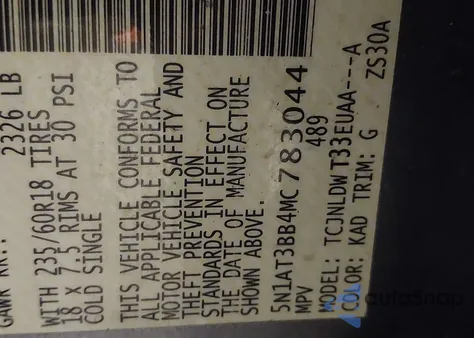 GAWR RR.: 2326 LB
WITH 235/60R18 TIRES
18 X 7.5 RIMS AT 30 PSI
COLD SINGLE
THIS VEHICLE CONFORMS TO
ALL APPLICABLE FEDERAL
MOTOR VEHICLE SAFETY AND
THEFT PREVENTION
STANDARDS IN EFFECT ON
THE DATE OF MANUFACTURE
SHOWN ABOVE.
5N1AT3BB4MC783044
MPV 489
MODEL: TCJNLDWT33EUAA---A
COLOR: KAD TRIM: G ZS30A
autoSnap